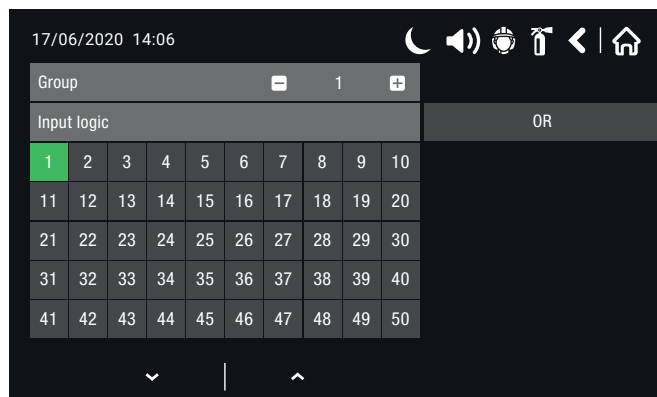 17/06/2020 14:06
Group 1
Input logic OR
1 2 3 4 5 6 7 8 9 10
11 12 13 14 15 16 17 18 19 20
21 22 23 24 25 26 27 28 29 30
31 32 33 34 35 36 37 38 39 40
41 42 43 44 45 46 47 48 49 50